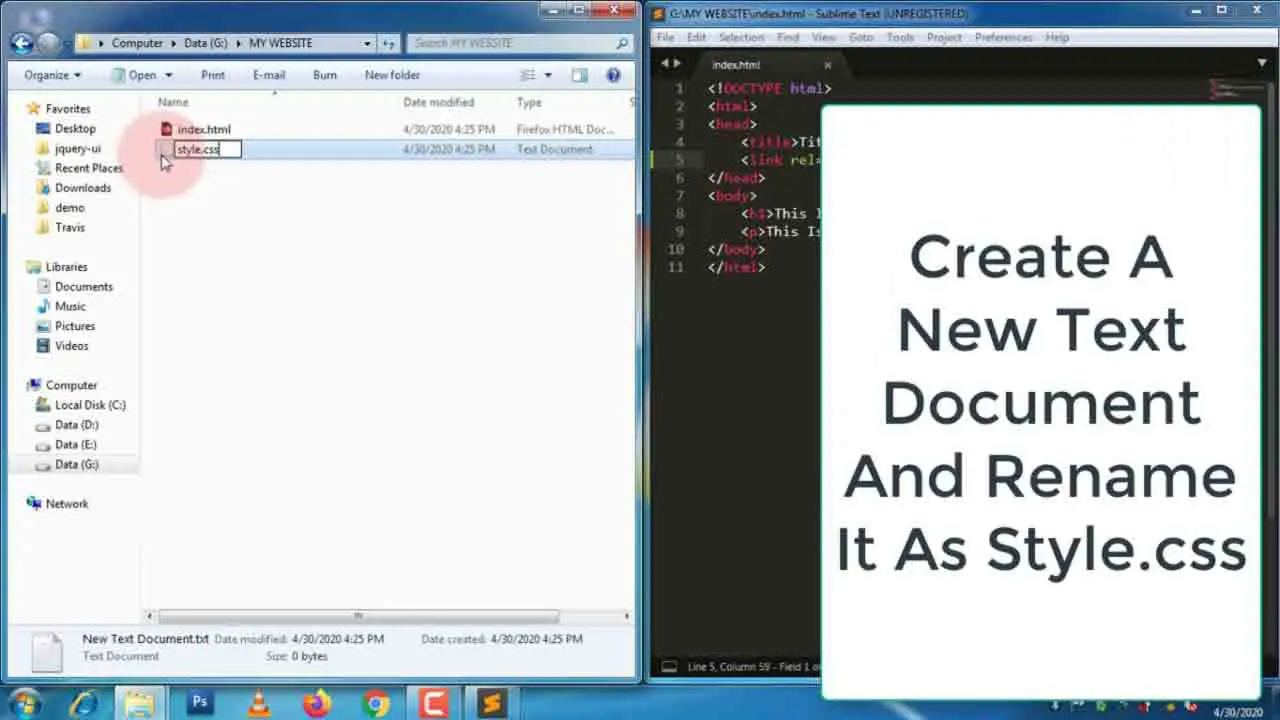 Computer Data (G:) MY WEBSITE
Search MY WEBSITE
Organize Open Print E-mail Burn New folder
Name Date modified Type
Favorites
Desktop
jquery-ui
Recent Places
Downloads
demo
Travis
Libraries
Documents
Music
Pictures
Videos
Computer
Local Disk (C:)
Data (D:)
Data (E:)
Data (G:)
Network
index.html 4/30/2020 4:25 PM Firefox HTML Doc...
style.css 4/30/2020 4:25 PM Text Document
New Text Document.txt Date modified: 4/30/2020 4:25 PM Date created: 4/30/2020 4:25 PM
Text Document Size: 0 bytes
G:\MY WEBSITE\index.html - Sublime Text (UNREGISTERED)
File Edit Selection Find View Goto Tools Project Preferences Help
index.html
1 <!DOCTYPE html>
2 <html>
3 <head>
4 <title>Tit
5 <link rel=
6 </head>
7 <body>
8 <h1>This I
9 <p>This Is
10 </body>
11 </html>
Line 5, Column 59 - Field 1 o
Create A
New Text
Document
And Rename
It As Style.css
Ps
4/30/2020